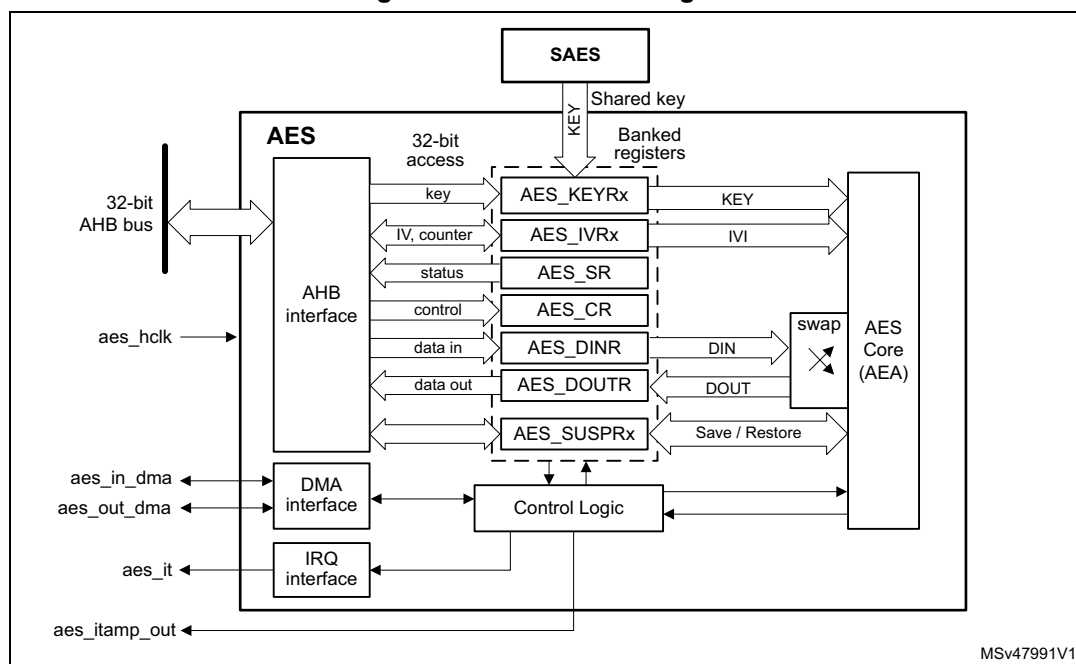 SAES
Shared key
KEY
AES
32-bit
access
Banked
registers
32-bit
AHB bus
AHB
interface
key
AES_KEYRx
KEY
IV, counter
AES_IVRx
IVI
status
AES_SR
control
AES_CR
aes_hclk
data in
AES_DINR
DIN
swap
AES
Core
(AEA)
data out
AES_DOUTR
DOUT
AES_SUSPRx
Save / Restore
aes_in_dma
aes_out_dma
DMA
interface
Control Logic
aes_it
IRQ
interface
aes_itamp_out
MSv47991V1